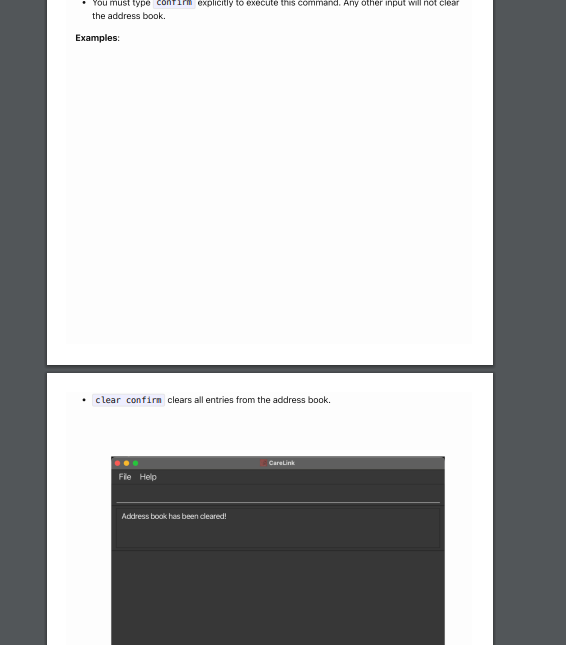 You must type confirm explicitly to execute this command. Any other input will not clear
the address book.
Examples:
clear confirm clears all entries from the address book.
CareLink
File Help
Address book has been cleared!